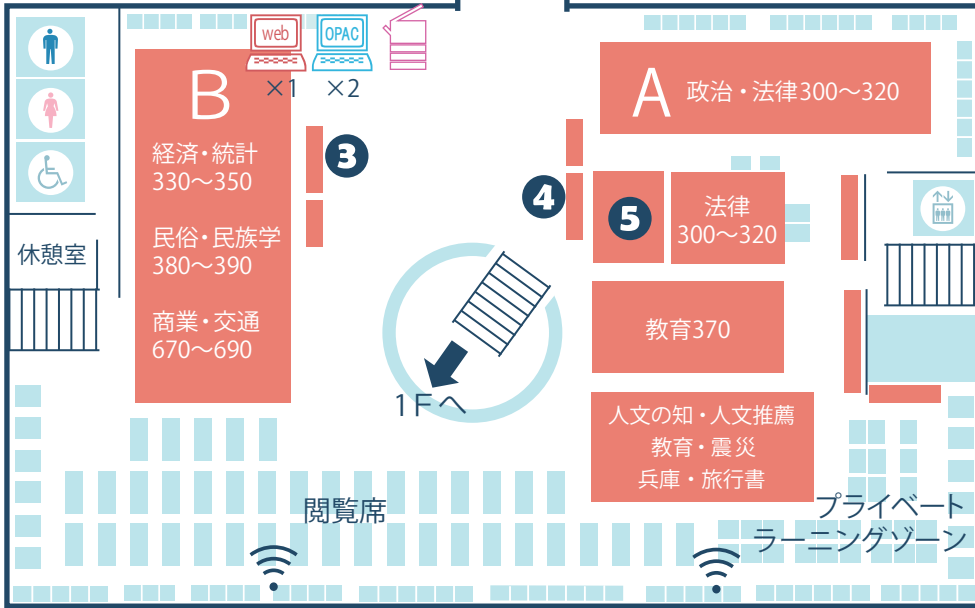 web
OPAC
×1
×2
B
経済・統計
330〜350
民俗・民族学
380〜390
商業・交通
670〜690
3
A
政治・法律300〜320
4
5
法律
300〜320
休憩室
教育370
1Fへ
人文の知・人文推薦
教育・震災
兵庫・旅行書
閲覧席
プライベート
ラーニングゾーン